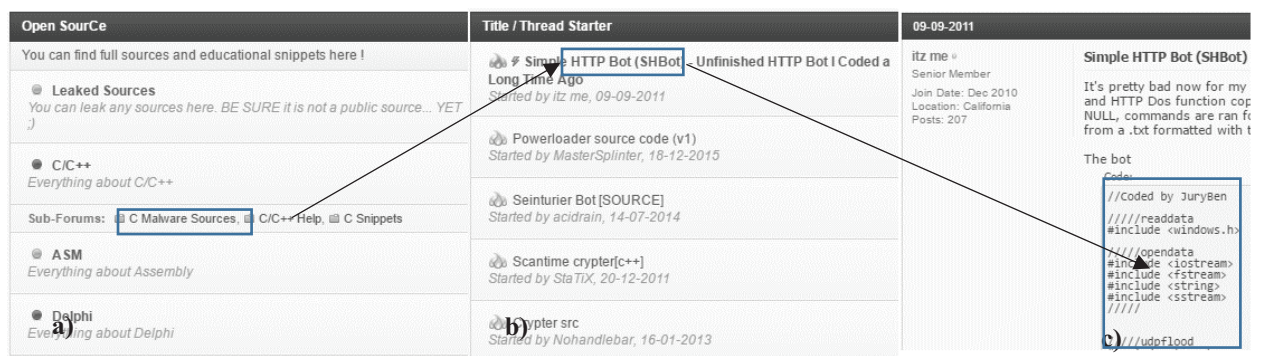 Open SourCe
You can find full sources and educational snippets here !
Leaked Sources
You can leak any sources here. BE SURE it is not a public source... YET
;)
C/C++
Everything about C/C++
Sub-Forums: C Malware Sources, C/C++ Help, C Snippets
ASM
Everything about Assembly
Delphi
Everything about Delphi
a)
Title / Thread Starter
Simple HTTP Bot (SHBot) - Unfinished HTTP Bot I Coded a
Long Time Ago
Started by itz me, 09-09-2011
Powerloader source code (v1)
Started by MasterSplinter, 18-12-2015
Seinturier Bot [SOURCE]
Started by acidrain, 14-07-2014
Scantime crypter[c++]
Started by StaTiX, 20-12-2011
Crypter src
Started by Nohandlebar, 16-01-2013
b)
09-09-2011
itz me
Senior Member
Join Date: Dec 2010
Location: California
Posts: 207
Simple HTTP Bot (SHBot)
It's pretty bad now for my
and HTTP Dos function cop
NULL, commands are ran fo
from a .txt formatted with t
The bot
Code:
//Coded by JuryBen
/////readdata
#include <windows.h>
/////opendata
#include <iostream>
#include <fstream>
#include <string>
#include <sstream>
/////
/////udpflood
c)